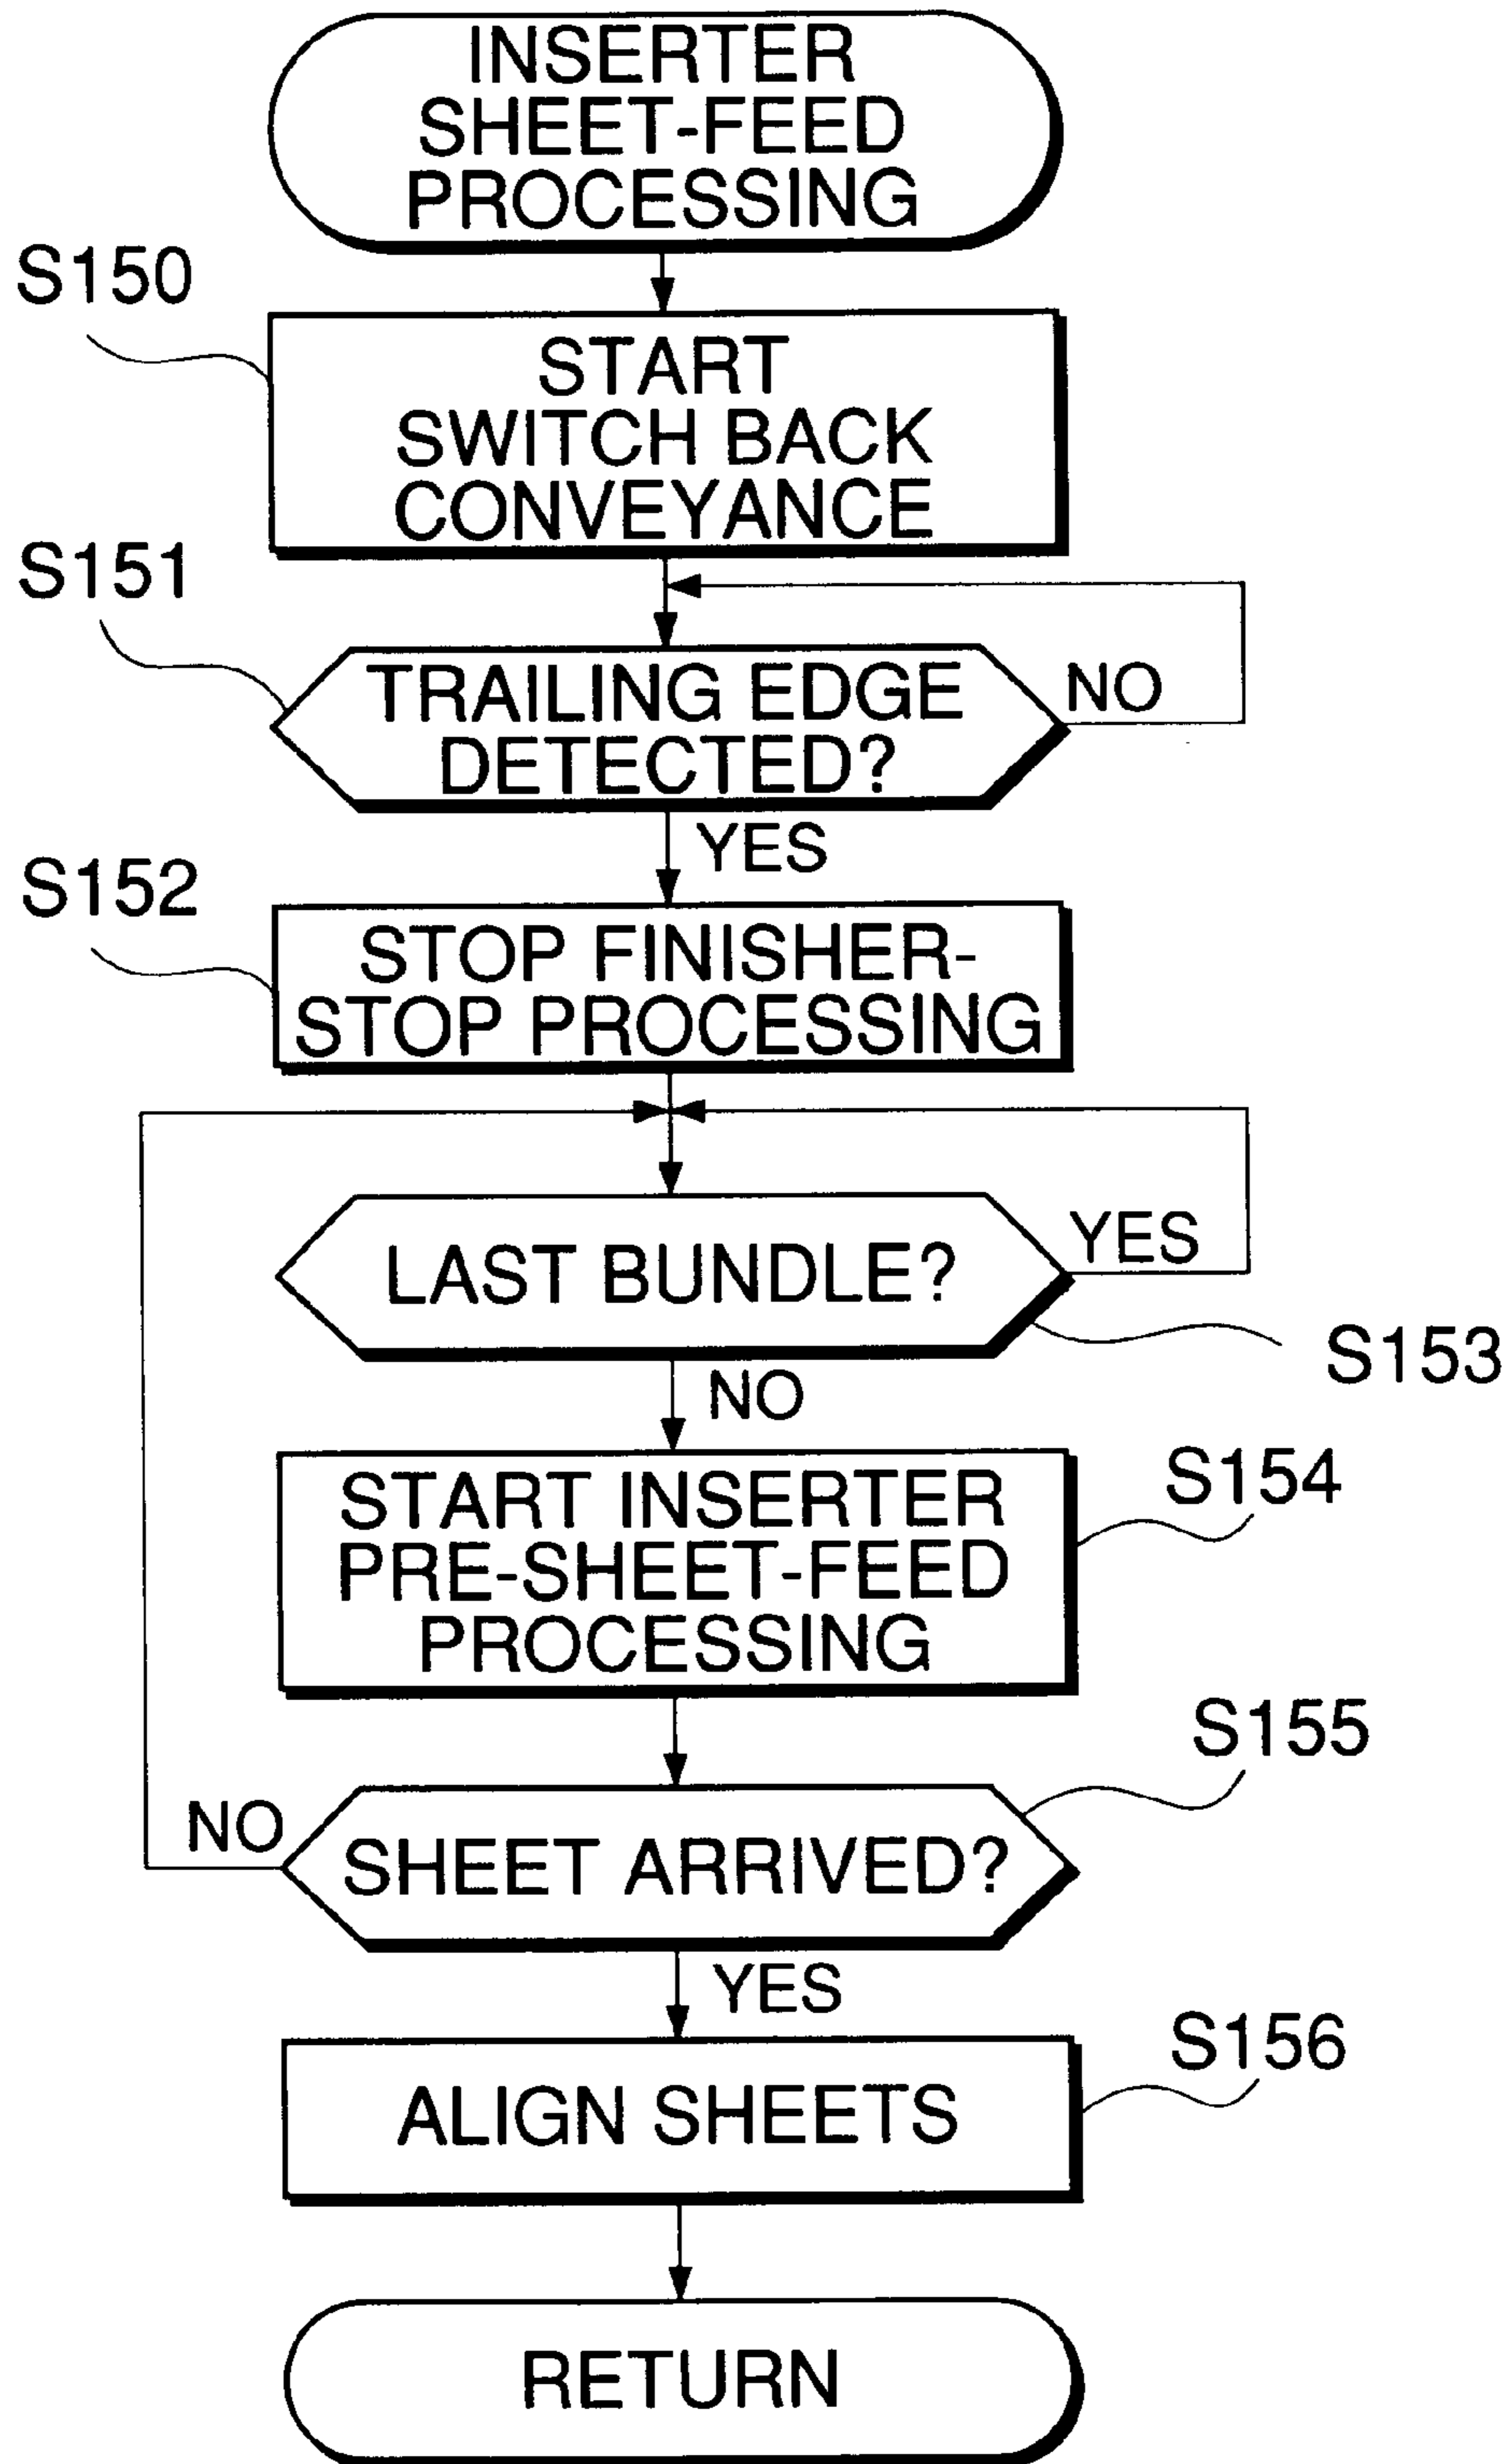 INSERTER
SHEET-FEED
PROCESSING
S150
START
SWITCH BACK
CONVEYANCE
S151
TRAILING EDGE
DETECTED?
NO
YES
S152
STOP FINISHER-
STOP PROCESSING
LAST BUNDLE?
YES
S153
NO
START INSERTER
PRE-SHEET-FEED
PROCESSING
S154
S155
NO
SHEET ARRIVED?
YES
S156
ALIGN SHEETS
RETURN